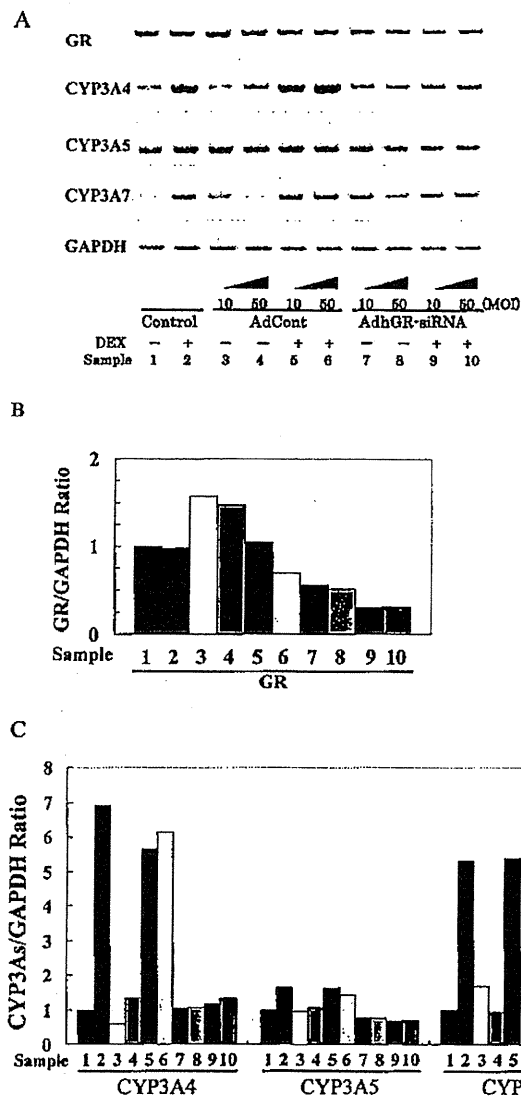 A
GR
CYP3A4
CYP3A5
CYP3A7
GAPDH
10 50 10 50 10 50 10 50 (MOI)
Control AdCont AdhGR-siRNA
DEX - + - - + + - - + +
Sample 1 2 3 4 5 6 7 8 9 10
B
GR/GAPDH Ratio
2
1
0
Sample 1 2 3 4 5 6 7 8 9 10
GR
C
CYP3As/GAPDH Ratio
8
7
6
5
4
3
2
1
0
Sample 1 2 3 4 5 6 7 8 9 10 1 2 3 4 5 6 7 8 9 10 1 2 3 4 5
CYP3A4 CYP3A5 CYP